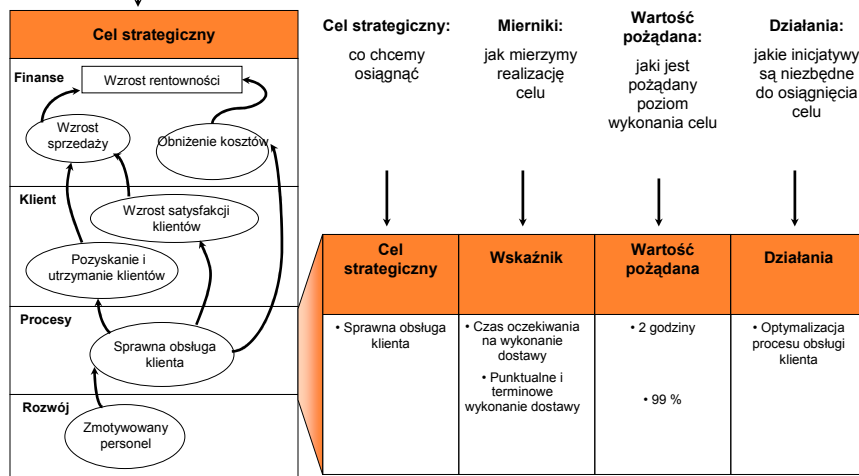 Cel strategiczny
Finanse
Wzrost rentowności
Wzrost
sprzedaży
Obniżenie kosztów
Klient
Wzrost satysfakcji
klientów
Pozyskanie i
utrzymanie klientów
Procesy
Sprawna obsługa
klienta
Rozwój
Zmotywowany
personel
Cel strategiczny:
co chcemy
osiągnąć
Mierniki:
jak mierzymy
realizację
celu
Wartość
pożądana:
jaki jest
pożądany
poziom
wykonania celu
Działania:
jakie inicjatywy
są niezbędne
do osiągnięcia
celu
Cel
strategiczny
Wskaźnik
Wartość
pożądana
Działania
• Sprawna obsługa
klienta
• Czas oczekiwania
na wykonanie
dostawy
• Punktualne i
terminowe
wykonanie dostawy
• 2 godziny
• 99 %
• Optymalizacja
procesu obsługi
klienta